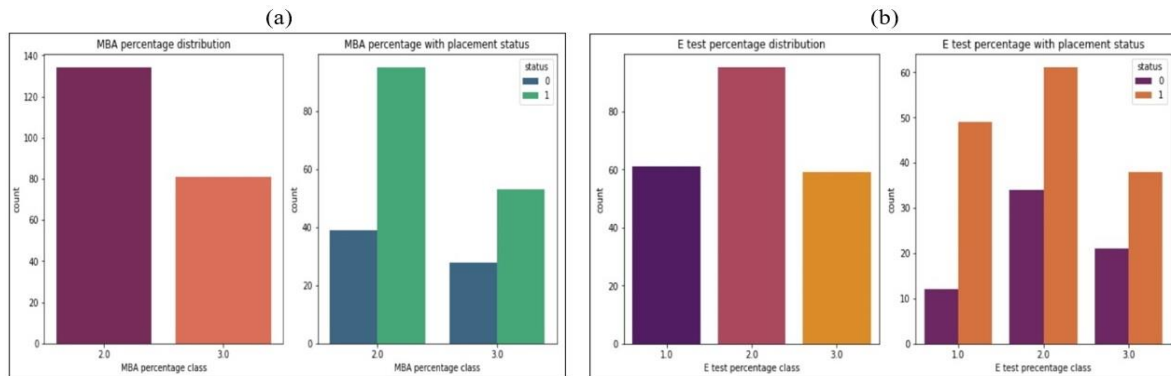 (a)
MBA percentage distribution
140
120
100
80
60
40
20
0
count
2.0
3.0
MBA percentage class
MBA percentage with placement status
status
0
1
80
60
40
20
0
count
2.0
3.0
MBA percentage class
(b)
E test percentage distribution
80
60
40
20
0
count
1.0
2.0
3.0
E test percentage class
E test percentage with placement status
status
0
1
60
50
40
30
20
10
0
count
1.0
2.0
3.0
E test percentage class